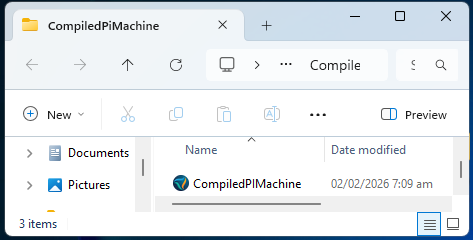 CompiledPiMachine
Compile
New
Preview
Name Date modified
Documents
Pictures
CompiledPIMachine 02/02/2026 7:09 am
3 items